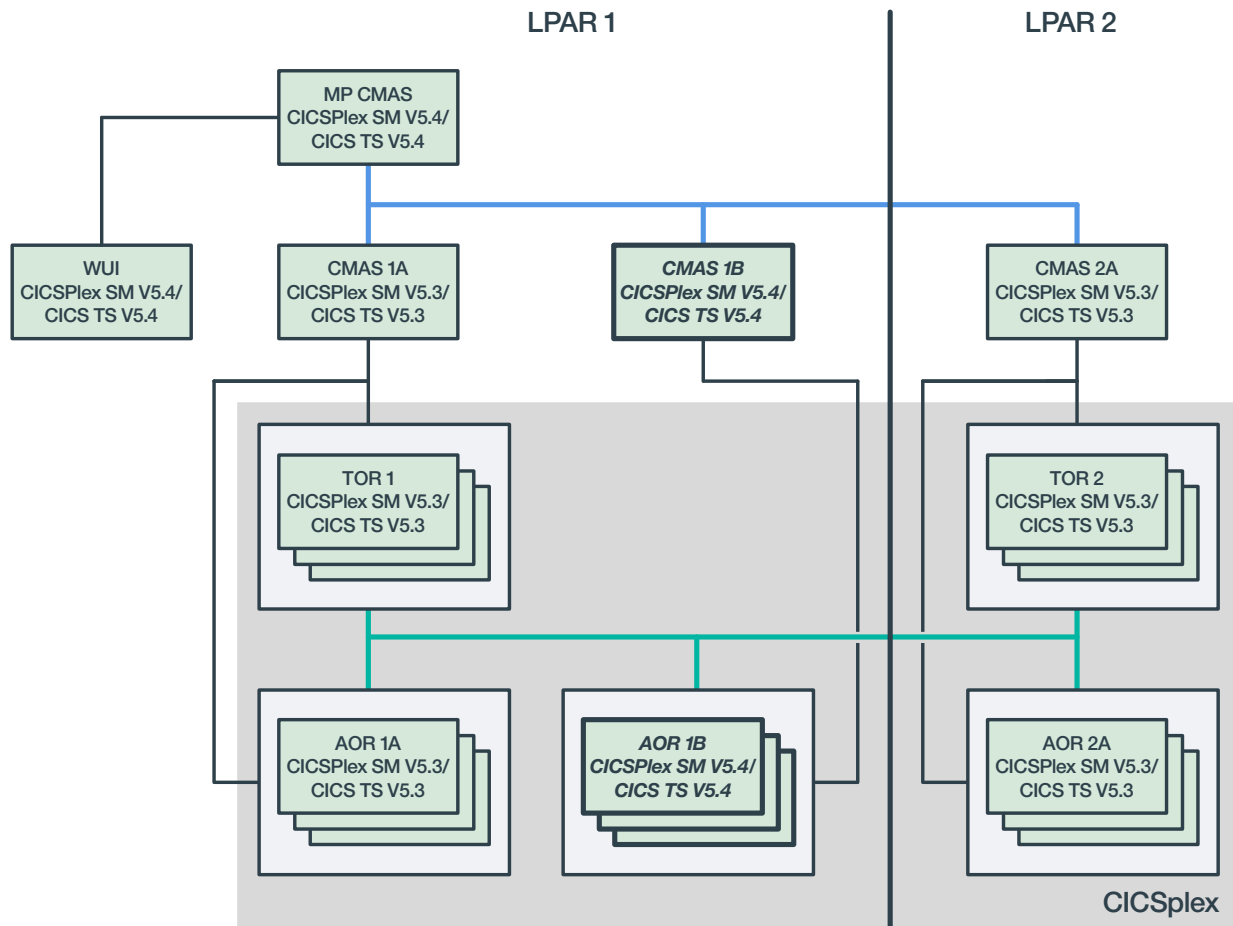 LPAR 1
LPAR 2
MP CMAS
CICSPlex SM V5.4/
CICS TS V5.4
WUI
CICSPlex SM V5.4/
CICS TS V5.4
CMAS 1A
CICSPlex SM V5.3/
CICS TS V5.3
CMAS 1B
CICSPlex SM V5.4/
CICS TS V5.4
CMAS 2A
CICSPlex SM V5.3/
CICS TS V5.3
TOR 1
CICSPlex SM V5.3/
CICS TS V5.3
TOR 2
CICSPlex SM V5.3/
CICS TS V5.3
AOR 1A
CICSPlex SM V5.3/
CICS TS V5.3
AOR 1B
CICSPlex SM V5.4/
CICS TS V5.4
AOR 2A
CICSPlex SM V5.3/
CICS TS V5.3
CICSplex